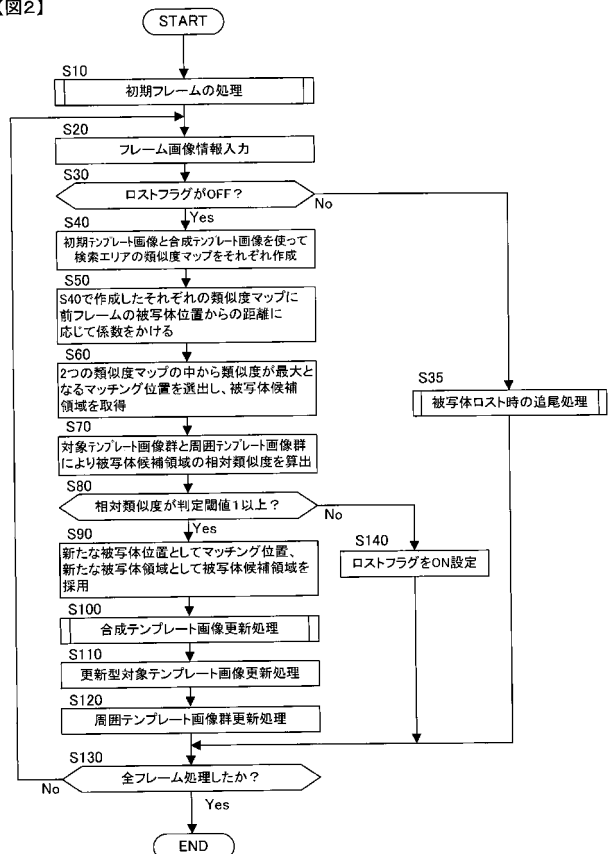 【図2】
START
S10
初期フレームの処理
S20
フレーム画像情報入力
S30
ロストフラグがOFF?
No
Yes
S40
初期テンプレート画像と合成テンプレート画像を使って
検索エリアの類似度マップをそれぞれ作成
S50
S40で作成したそれぞれの類似度マップに
前フレームの被写体位置からの距離に
応じて係数をかける
S60
2つの類似度マップの中から類似度が最大と
なるマッチング位置を選出し、被写体候補
領域を取得
S35
被写体ロスト時の追尾処理
S70
対象テンプレート画像群と周囲テンプレート画像群
により被写体候補領域の相対類似度を算出
S80
相対類似度が判定閾値1以上?
No
Yes
S90
新たな被写体位置としてマッチング位置、
新たな被写体領域として被写体候補領域を
採用
S140
ロストフラグをON設定
S100
合成テンプレート画像更新処理
S110
更新型対象テンプレート画像更新処理
S120
周囲テンプレート画像群更新処理
S130
全フレーム処理したか?
No
Yes
END